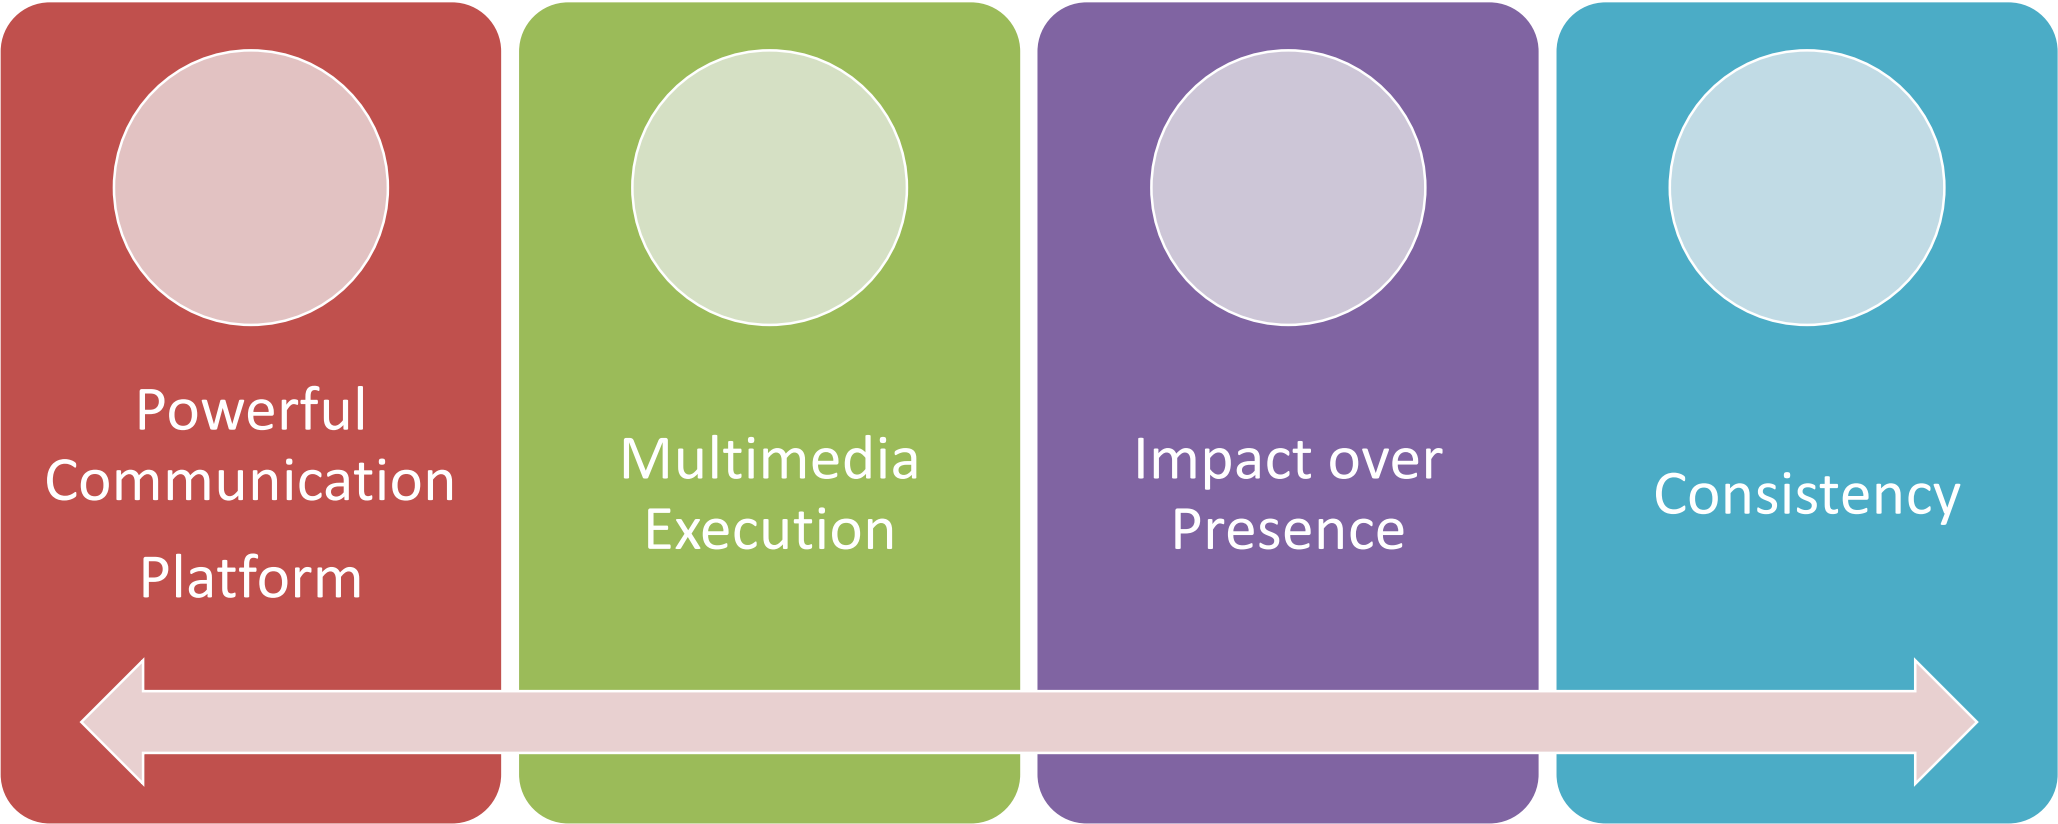 Powerful
Communication
Platform
Multimedia
Execution
Impact over
Presence
Consistency